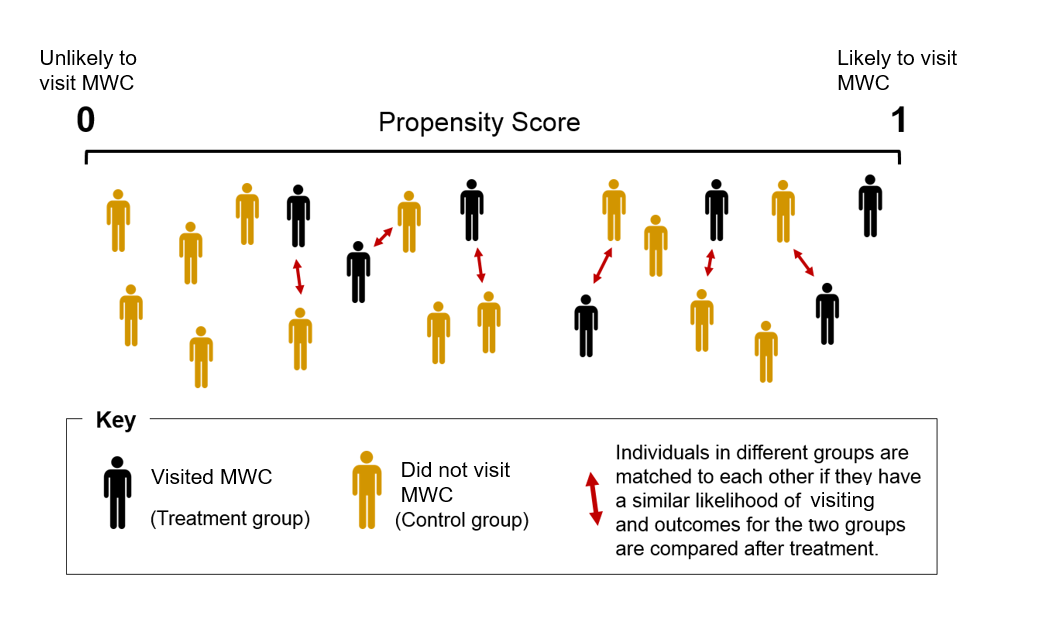 Unlikely to
visit MWC
Likely to visit
MWC
0
Propensity Score
1
Key
Visited MWC
(Treatment group)
Did not visit
MWC
(Control group)
Individuals in different groups are
matched to each other if they have
a similar likelihood of visiting
and outcomes for the two groups
are compared after treatment.